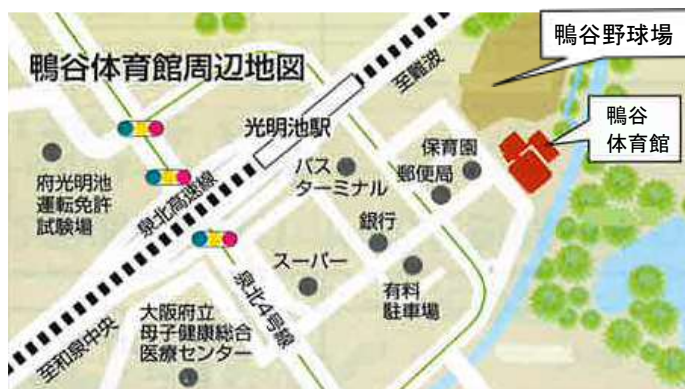 鴨谷体育館周辺地図
鴨谷野球場
至難波
光明池駅
鴨谷
体育館
保育園
郵便局
バス
ターミナル
府光明池
運転免許
試験場
泉北高速線
銀行
スーパー
有料
駐車場
泉北4号線
大阪府立
母子健康総合
医療センター
至和泉中央